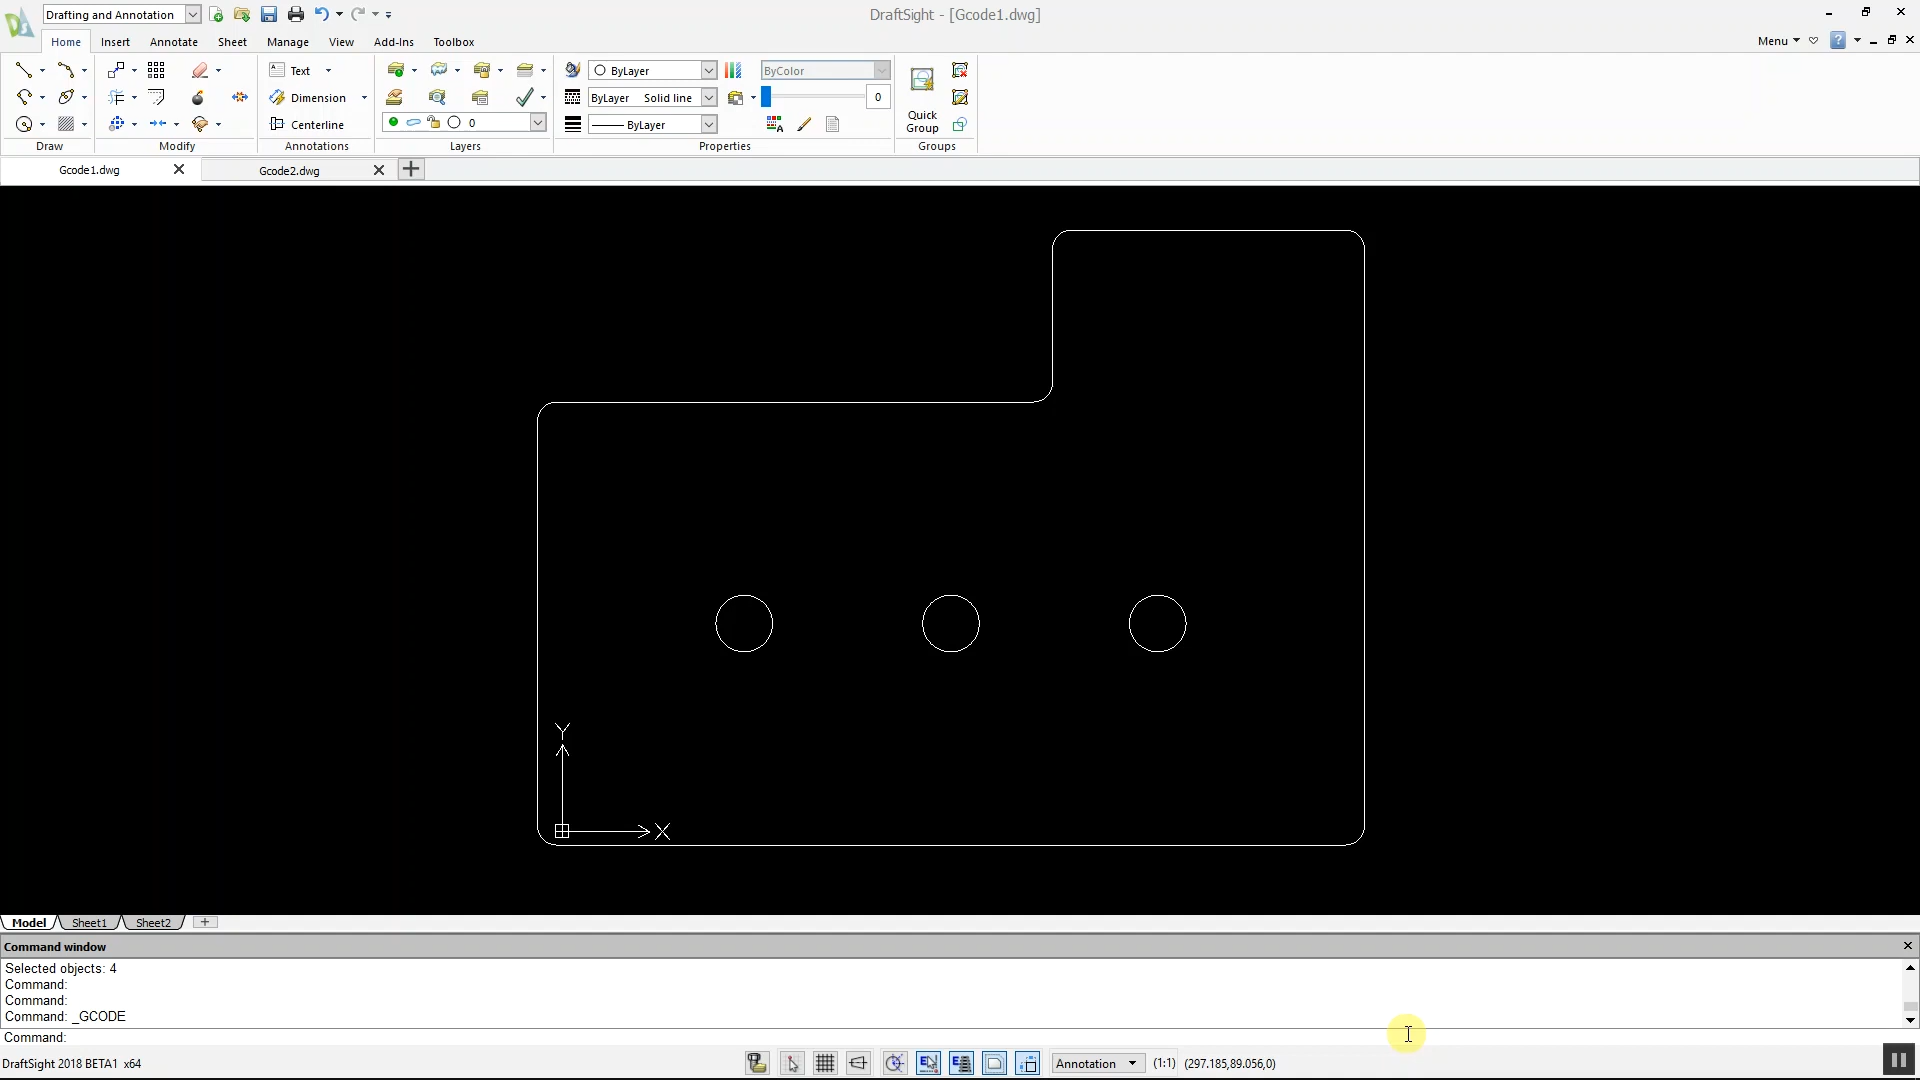 Drafting and Annotation
DraftSight - [Gcode1.dwg]
Home Insert Annotate Sheet Manage View Add-Ins Toolbox
Menu ?
A Text
ByLayer
ByColor
Dimension
ByLayer Solid line
0
Centerline
0
ByLayer
A
Quick
Group
Draw Modify Annotations Layers Properties Groups
Gcode1.dwg
Gcode2.dwg
Y
X
Model Sheet1 Sheet2 +
Command window
Selected objects: 4
Command:
Command:
Command: _GCODE
Command:
DraftSight 2018 BETA1 x64
Annotation (1:1) (297.185,89.056,0)